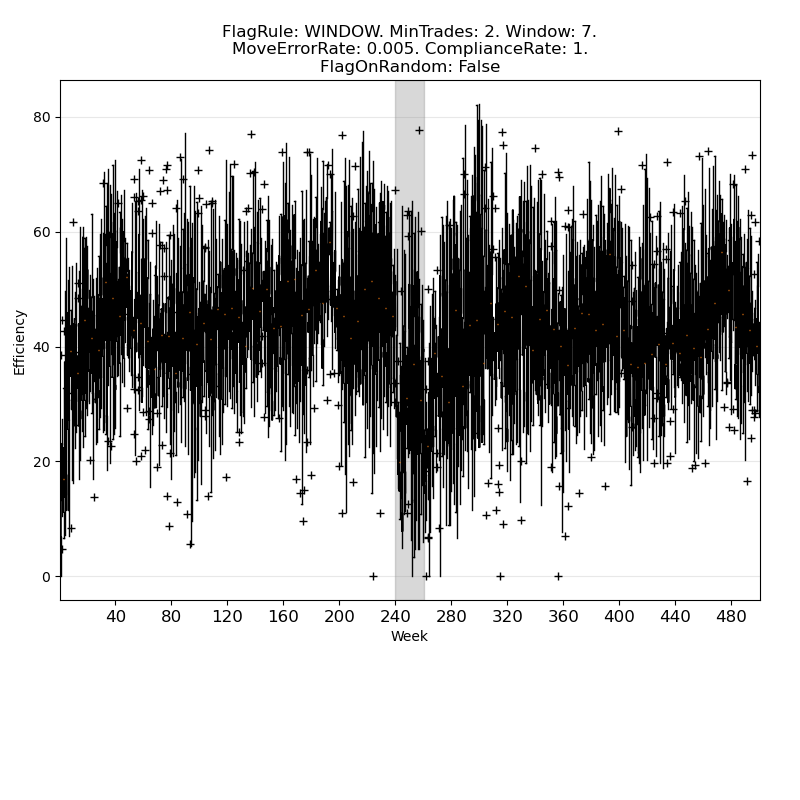 FlagRule: WINDOW. MinTrades: 2. Window: 7.
MoveErrorRate: 0.005. ComplianceRate: 1.
FlagOnRandom: False
80
60
40
20
0
Efficiency
40 80 120 160 200 240 280 320 360 400 440 480
Week